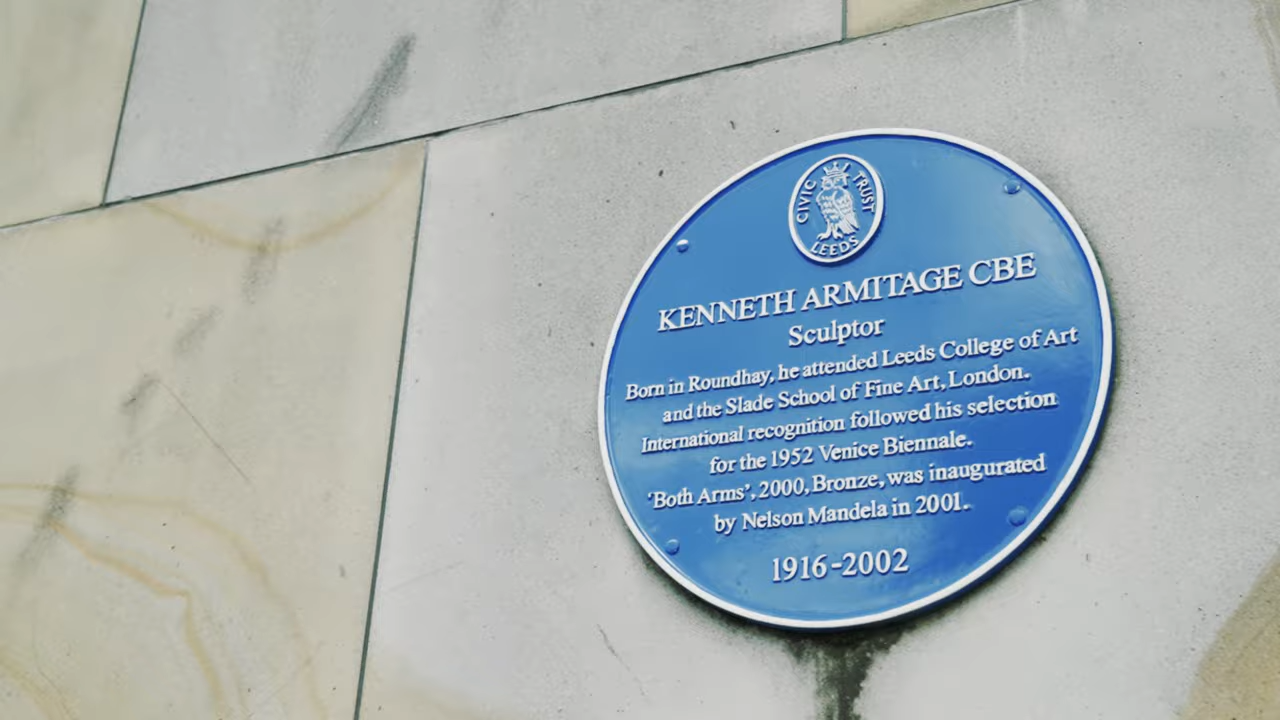 CIVIC TRUST
LEEDS
KENNETH ARMITAGE CBE
Sculptor
Born in Roundhay, he attended Leeds College of Art
and the Slade School of Fine Art, London.
International recognition followed his selection
for the 1952 Venice Biennale.
'Both Arms', 2000, Bronze, was inaugurated
by Nelson Mandela in 2001.
1916-2002